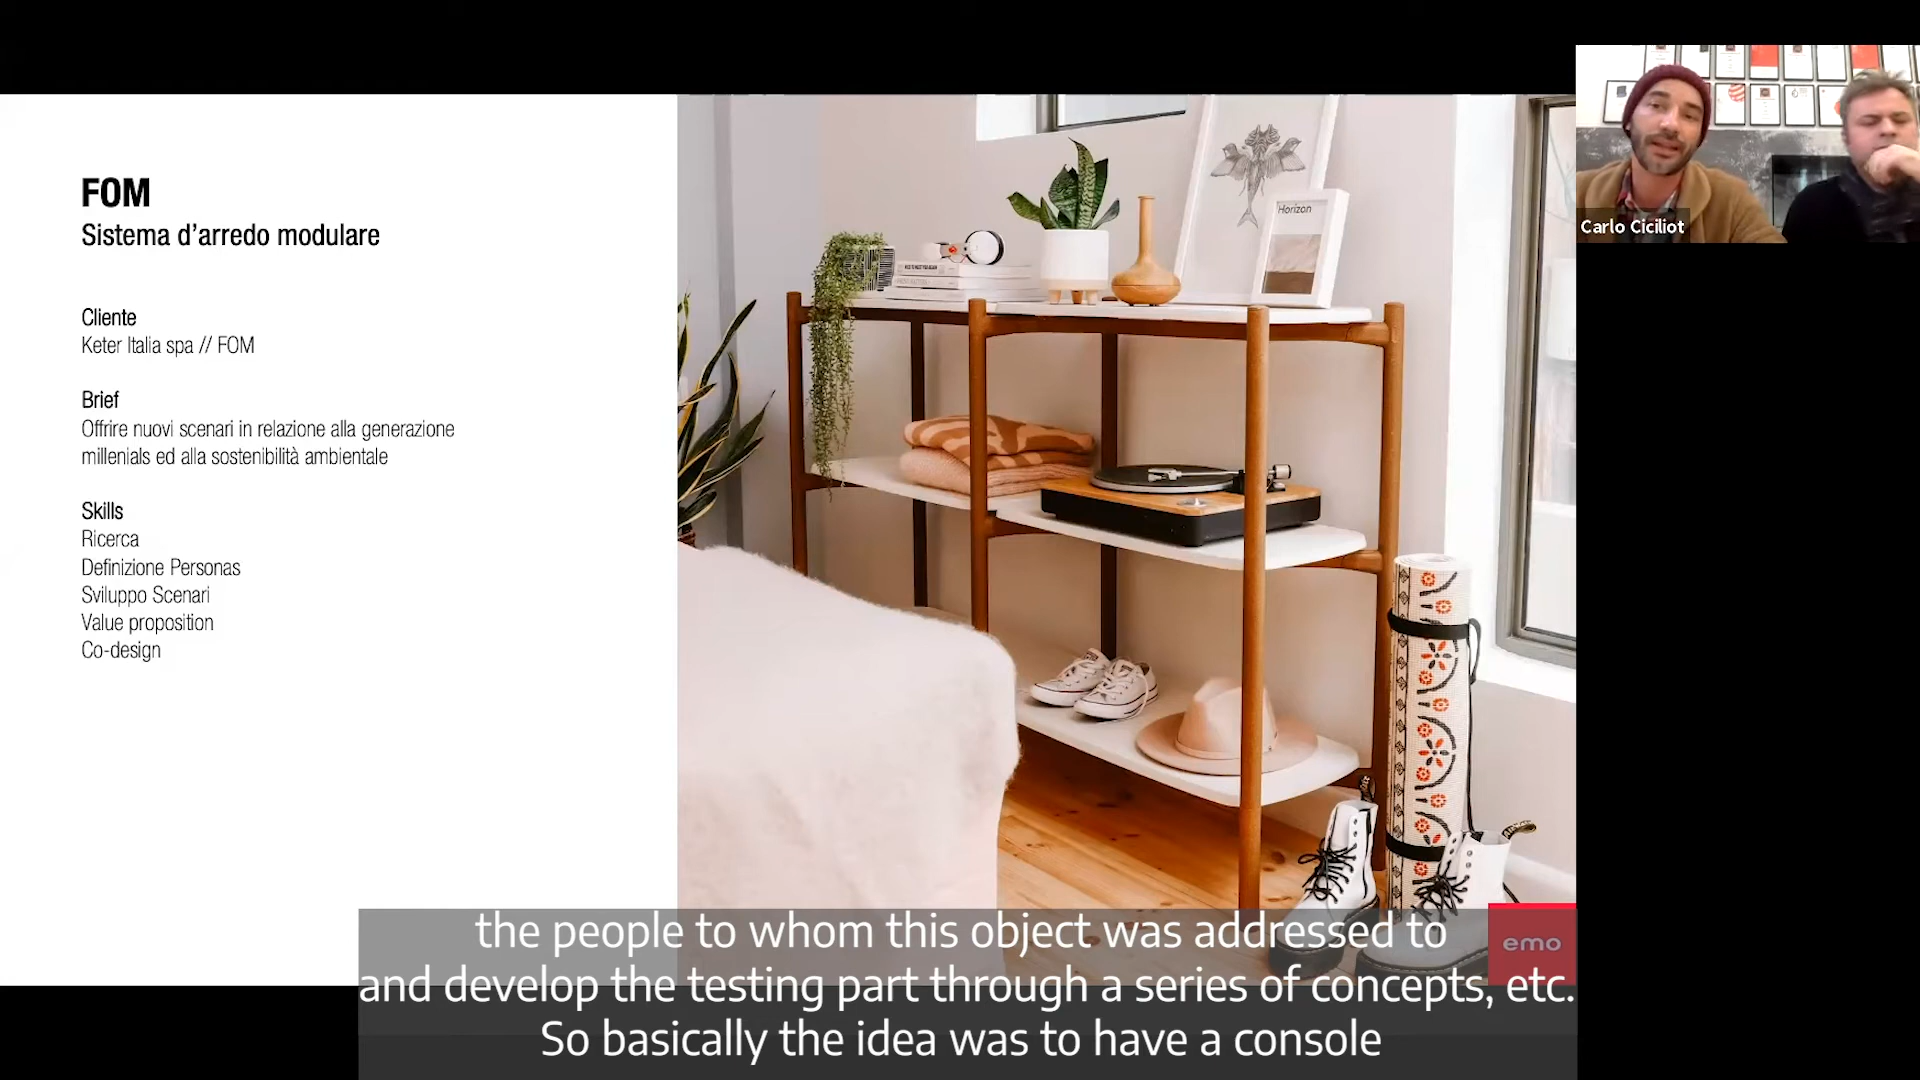 FOM
Sistema d'arredo modulare
Cliente
Keter Italia spa // FOM
Brief
Offrire nuovi scenari in relazione alla generazione
millenials ed alla sostenibilità ambientale
Skills
Ricerca
Definizione Personas
Sviluppo Scenari
Value proposition
Co-design
Horizon
Carlo Ciciliot
emo
the people to whom this object was addressed to
and develop the testing part through a series of concepts, etc.
So basically the idea was to have a console